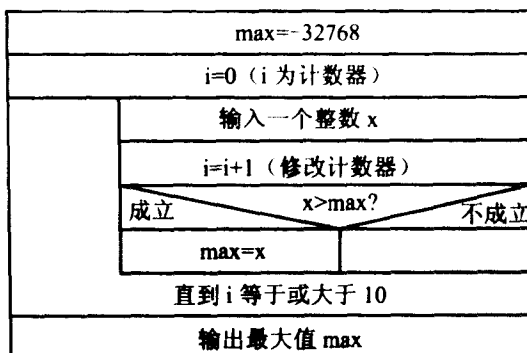 max=-32768
i=0（i 为计数器）
输入一个整数 x
i=i+1（修改计数器）
x>max?
成立
不成立
max=x
直到 i 等于或大于 10
输出最大值 max